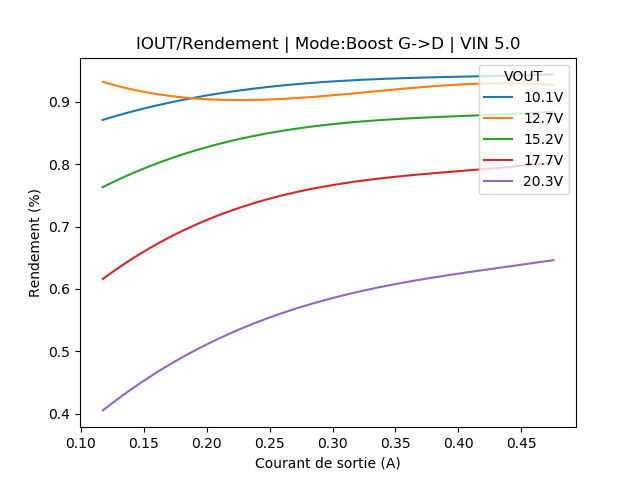 IOUT/Rendement | Mode:Boost G->D | VIN 5.0
Rendement (%)
0.9
0.8
0.7
0.6
0.5
0.4
VOUT
10.1V
12.7V
15.2V
17.7V
20.3V
0.10 0.15 0.20 0.25 0.30 0.35 0.40 0.45
Courant de sortie (A)